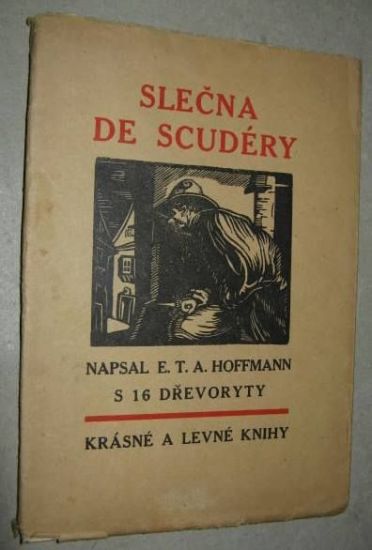 SLEČNA
DE SCUDÉRY
NAPSAL E. T. A. HOFFMANN
S 16 DŘEVORYTY
KRÁSNÉ A LEVNÉ KNIHY